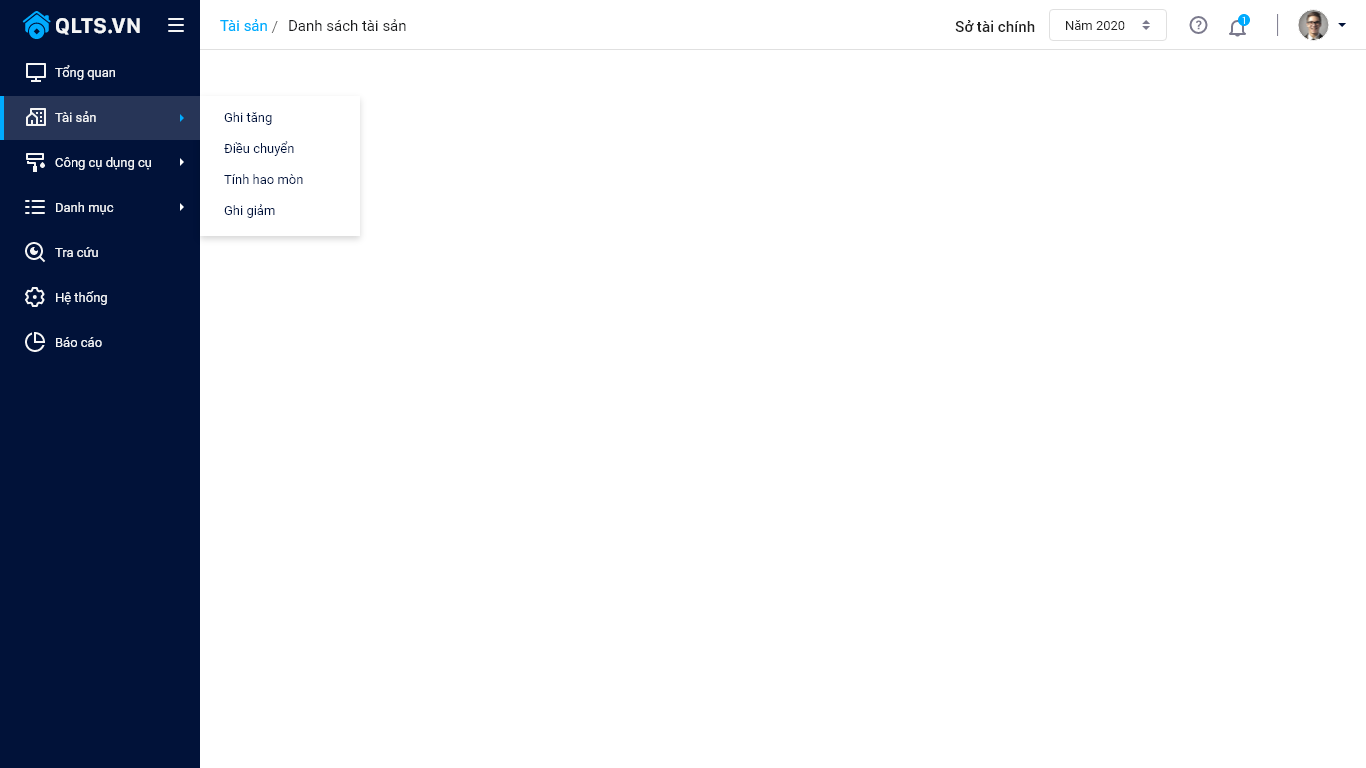 QLTS.VN
Tài sản / Danh sách tài sản
Sở tài chính
Năm 2020
1
Tổng quan
Tài sản
Công cụ dụng cụ
Danh mục
Tra cứu
Hệ thống
Báo cáo
Ghi tăng
Điều chuyển
Tính hao mòn
Ghi giảm